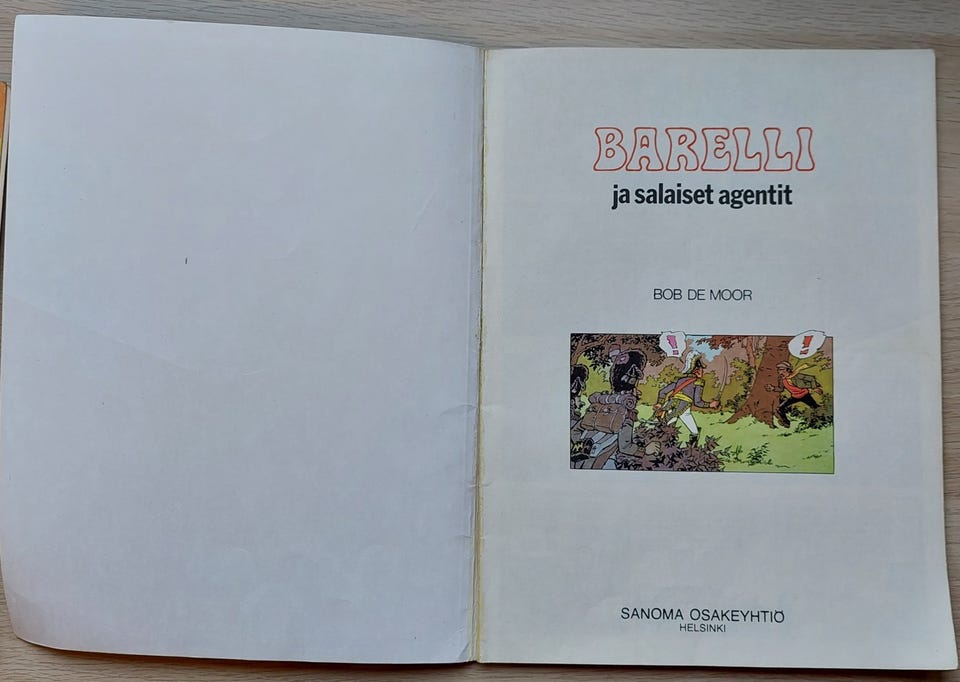 BARELLI
ja salaiset agentit
BOB DE MOOR
!
!
SANOMA OSAKEYHTIÖ
HELSINKI